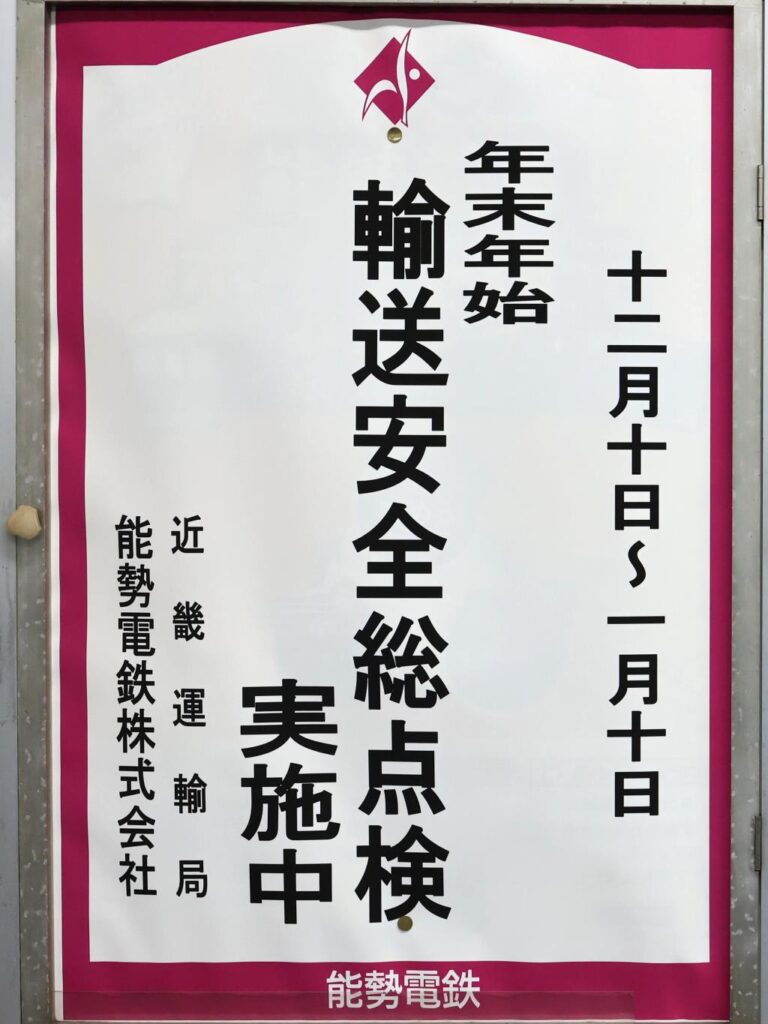 十二月十日〜一月十日
年末年始
輸送安全総点検
実施中
近畿運輸局
能勢電鉄株式会社
能勢電鉄